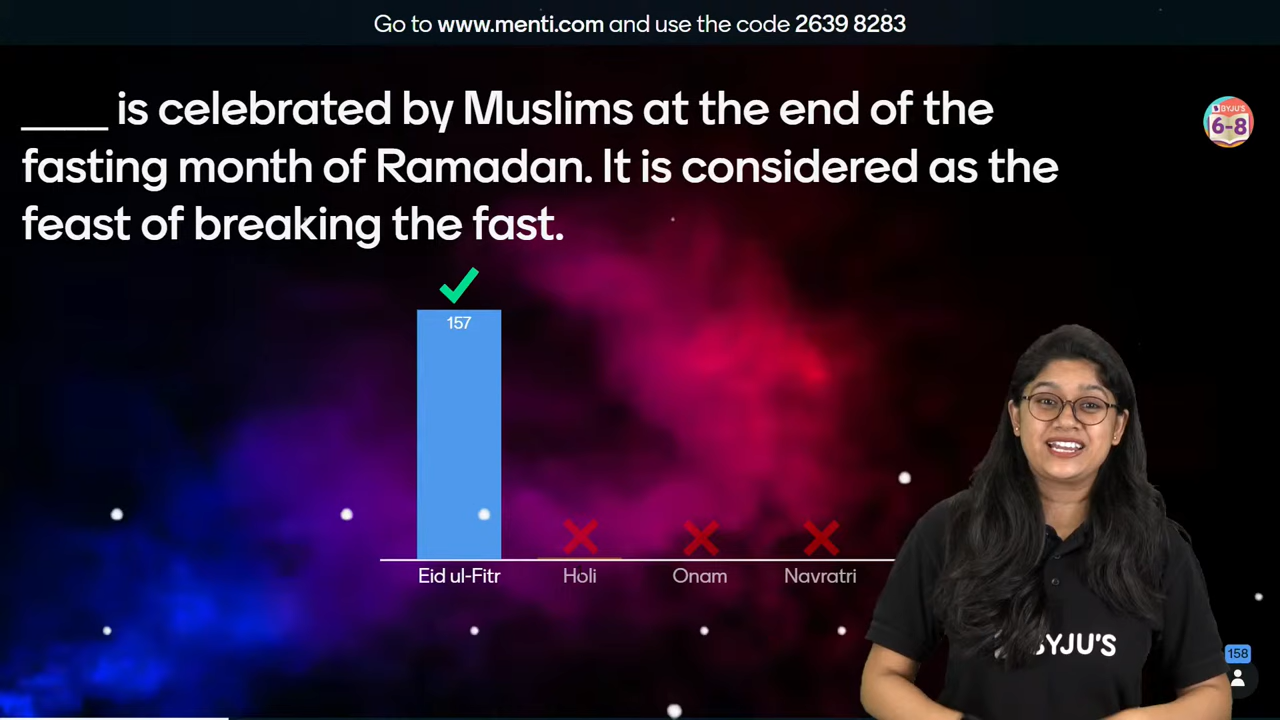 Go to www.menti.com and use the code 2639 8283
____ is celebrated by Muslims at the end of the
fasting month of Ramadan. It is considered as the
feast of breaking the fast.
BYJU'S
6-8
157
Eid ul-Fitr
Holi
Onam
Navratri
BYJU'S
158